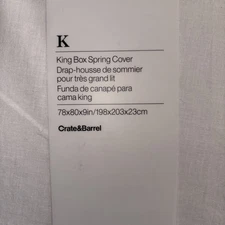 K
King Box Spring Cover
Drap-housse de sommier
pour très grand lit
Funda de canapé para
cama king
78x80x9in/198x203x23cm
Crate&Barrel